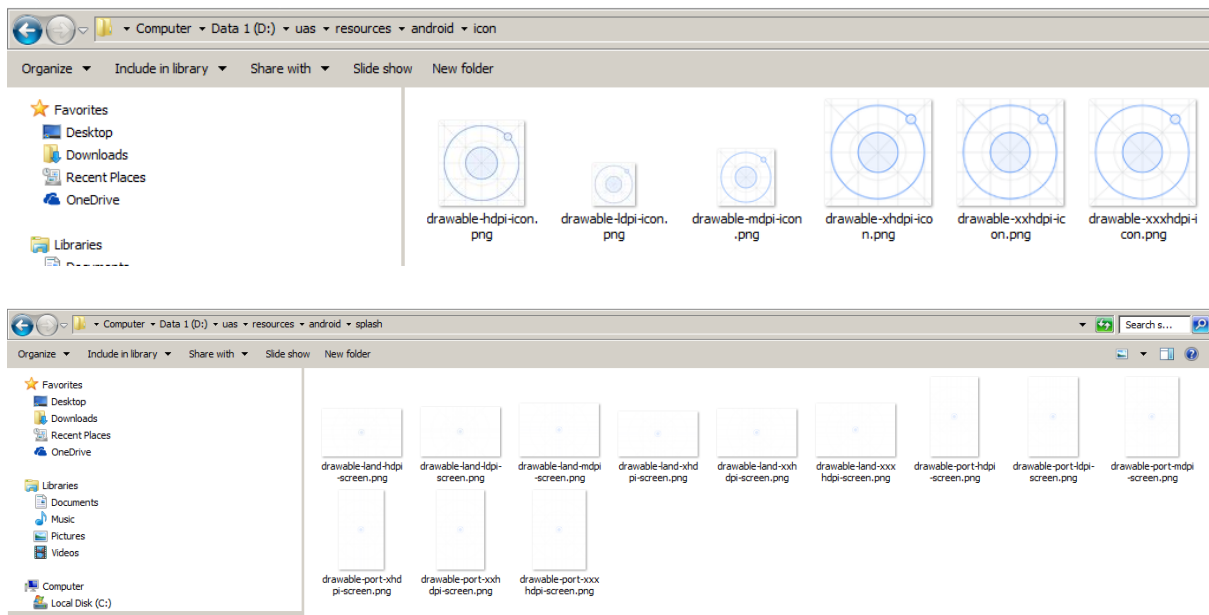 Computer Data 1 (D:) uas resources android icon
Organize Include in library Share with Slide show New folder
Favorites
Desktop
Downloads
Recent Places
OneDrive
Libraries
Documents
drawable-hdpi-icon.
png
drawable-ldpi-icon.
png
drawable-mdpi-icon
.png
drawable-xhdpi-ico
n.png
drawable-xxhdpi-ic
on.png
drawable-xxxhdpi-i
con.png
Computer Data 1 (D:) uas resources android splash
Search s...
Organize Include in library Share with Slide show New folder
Favorites
Desktop
Downloads
Recent Places
OneDrive
Libraries
Documents
Music
Pictures
Videos
Computer
Local Disk (C:)
drawable-land-hdpi
-screen.png
drawable-land-ldpi-
screen.png
drawable-land-mdpi
-screen.png
drawable-land-xhd
pi-screen.png
drawable-land-xxh
dpi-screen.png
drawable-land-xxx
hdpi-screen.png
drawable-port-hdpi
-screen.png
drawable-port-ldpi-
screen.png
drawable-port-mdpi
-screen.png
drawable-port-xhd
pi-screen.png
drawable-port-xxh
dpi-screen.png
drawable-port-xxx
hdpi-screen.png